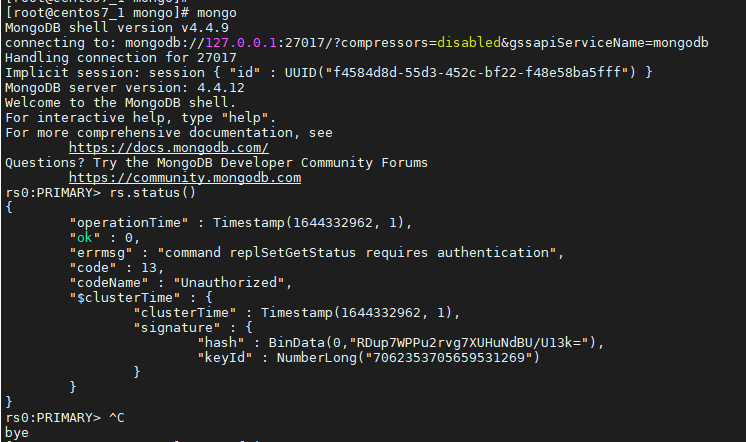 [root@centos7_1 mongo]#
[root@centos7_1 mongo]# mongo
MongoDB shell version v4.4.9
connecting to: mongodb://127.0.0.1:27017/?compressors=disabled&gssapiServiceName=mongodb
Handling connection for 27017
Implicit session: session { "id" : UUID("f4584d8d-55d3-452c-bf22-f48e58ba5fff") }
MongoDB server version: 4.4.12
Welcome to the MongoDB shell.
For interactive help, type "help".
For more comprehensive documentation, see
        https://docs.mongodb.com/
Questions? Try the MongoDB Developer Community Forums
        https://community.mongodb.com
rs0:PRIMARY> rs.status()
{
        "operationTime" : Timestamp(1644332962, 1),
        "ok" : 0,
        "errmsg" : "command replSetGetStatus requires authentication",
        "code" : 13,
        "codeName" : "Unauthorized",
        "$clusterTime" : {
                "clusterTime" : Timestamp(1644332962, 1),
                "signature" : {
                        "hash" : BinData(0,"RDup7WPPu2rvg7XUHuNdBU/U13k="),
                        "keyId" : NumberLong("7062353705659531269")
                }
        }
}
rs0:PRIMARY> ^C
bye